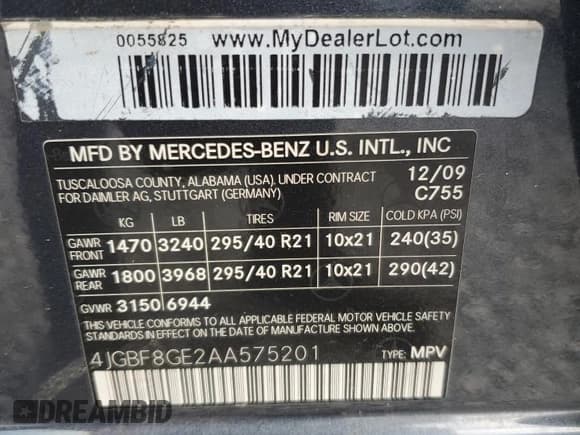 0055825 www.MyDealerLot.com
MFD BY MERCEDES-BENZ U.S. INTL., INC
TUSCALOOSA COUNTY, ALABAMA (USA), UNDER CONTRACT 12/09
FOR DAIMLER AG, STUTTGART (GERMANY) C755
KG LB TIRES RIM SIZE COLD KPA (PSI)
GAWR FRONT 1470 3240 295/40 R21 10x21 240(35)
GAWR REAR 1800 3968 295/40 R21 10x21 290(42)
GVWR 3150 6944
THIS VEHICLE CONFORMS TO ALL APPLICABLE FEDERAL MOTOR VEHICLE SAFETY AND
THEFT PREVENTION STANDARDS IN EFFECT ON THE DATE OF MANUFACTURE SHOWN ABOVE.
4JGBF8GE2AA575201 TYPE: MPV
DREAMBID